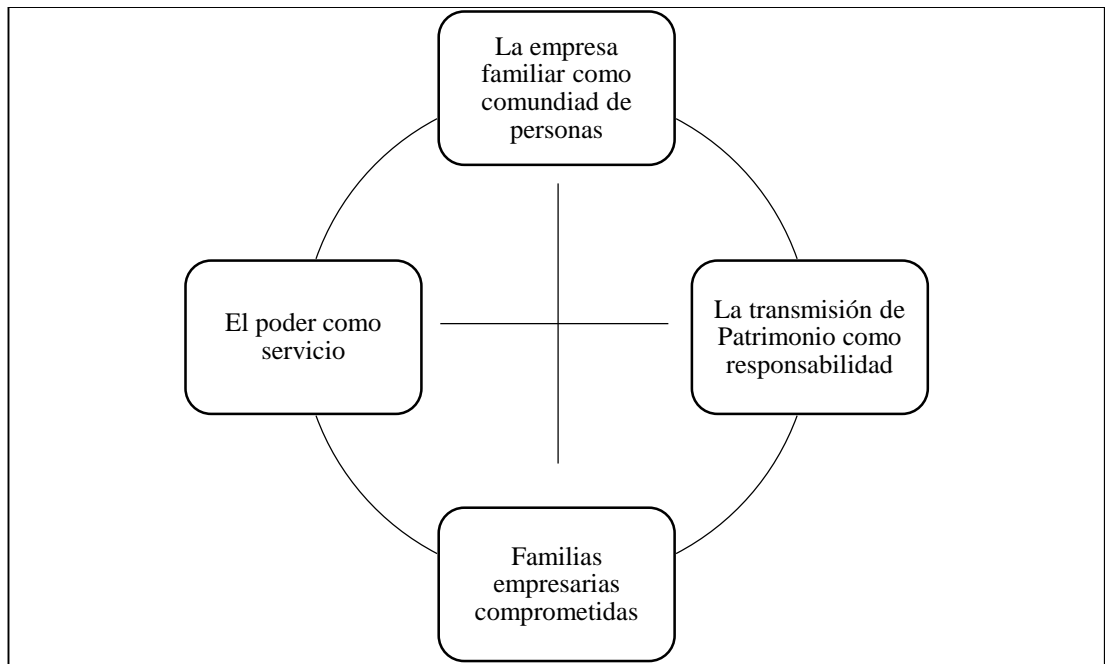 La empresa
familiar como
comundiad de
personas
El poder como
servicio
La transmisión de
Patrimonio como
responsabilidad
Familias
empresarias
comprometidas